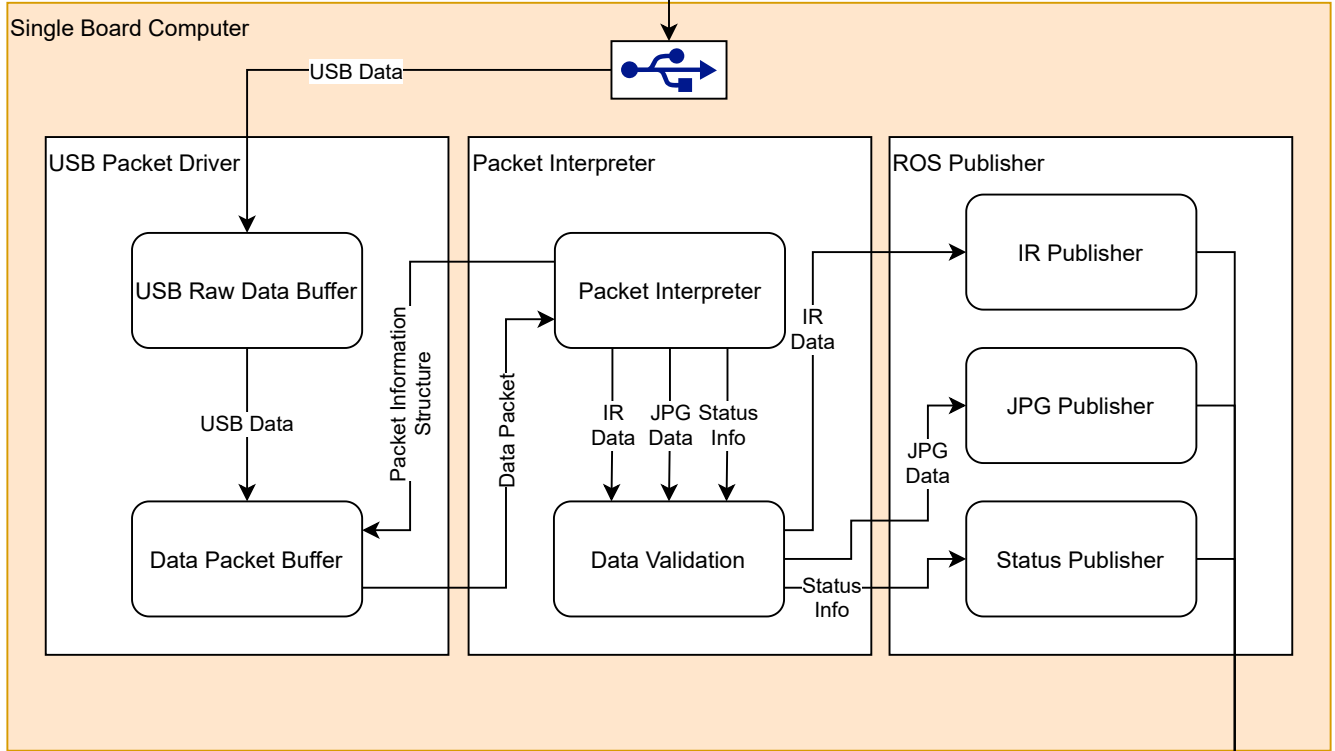 Single Board Computer
USB Data
USB Packet Driver
Packet Interpreter
ROS Publisher
USB Raw Data Buffer
Packet Interpreter
IR Publisher
Packet Information
Structure
IR
Data
USB Data
Data Packet
IR
Data
JPG
Data
Status
Info
JPG Publisher
JPG
Data
Data Packet Buffer
Data Validation
Status Publisher
Status
Info